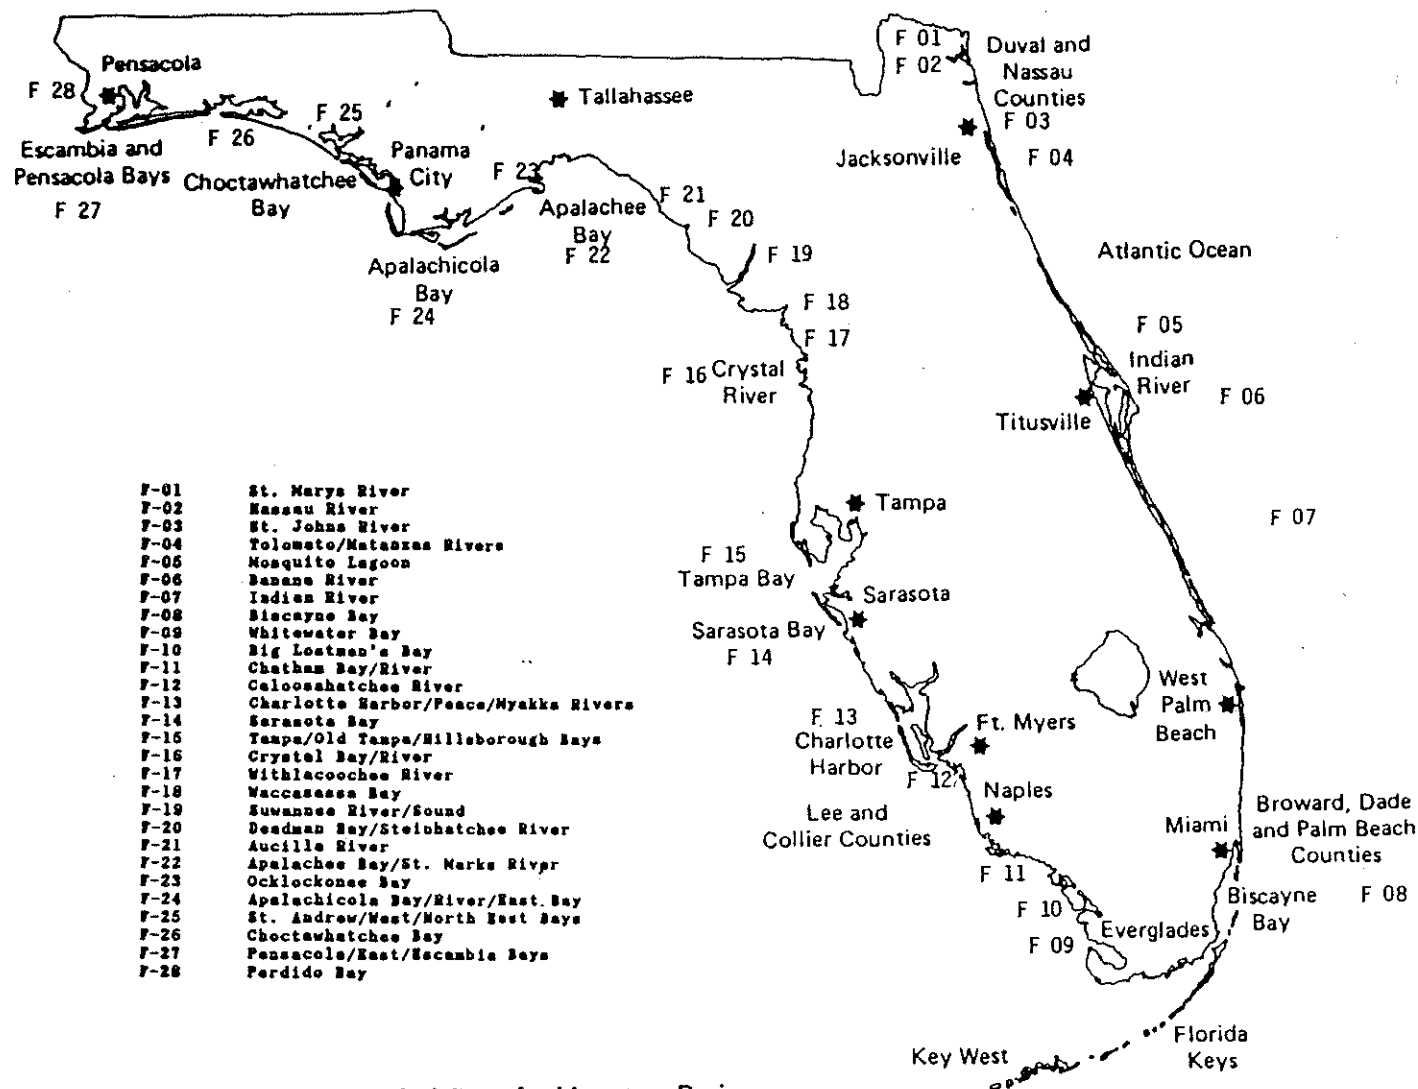 F 01
F 02
Duval and
Nassau
Counties
F 03
F 04
Jacksonville
Pensacola
F 28
Tallahassee
F 25
F 26
Escambia and
Pensacola Bays
F 27
Choctawhatchee
Bay
Panama
City
F 23
Apalachee
Bay
F 22
F 21
F 20
F 19
Apalachicola
Bay
F 24
F 18
F 17
F 16
Crystal
River
Atlantic Ocean
F 05
Indian
River
F 06
Titusville
F 07
Tampa
F 15
Tampa Bay
Sarasota
Sarasota Bay
F 14
West
Palm
Beach
F 13
Charlotte
Harbor
Ft. Myers
F 12
Naples
Lee and
Collier Counties
Miami
Broward, Dade
and Palm Beach
Counties
F 11
F 10
F 09
Everglades
Biscayne
Bay
F 08
Florida
Keys
Key West
F-01 St. Marys River
F-02 Nassau River
F-03 St. Johns River
F-04 Tolomato/Matanzas Rivers
F-05 Mosquito Lagoon
F-06 Banana River
F-07 Indian River
F-08 Biscayne Bay
F-09 Whitewater Bay
F-10 Big Lostman's Bay
F-11 Chatham Bay/River
F-12 Caloosahatchee River
F-13 Charlotte Harbor/Peace/Myakka Rivers
F-14 Sarasota Bay
F-15 Tampa/Old Tampa/Hillsborough Bays
F-16 Crystal Bay/River
F-17 Withlacoochee River
F-18 Waccasassa Bay
F-19 Suwannee River/Sound
F-20 Deadman Bay/Steinhatchee River
F-21 Aucilla River
F-22 Apalachee Bay/St. Marks River
F-23 Ocklockonee Bay
F-24 Apalachicola Bay/River/East Bay
F-25 St. Andrew/West/North East Bays
F-26 Choctawhatchee Bay
F-27 Pensacola/East/Escambia Bays
F-28 Perdido Bay